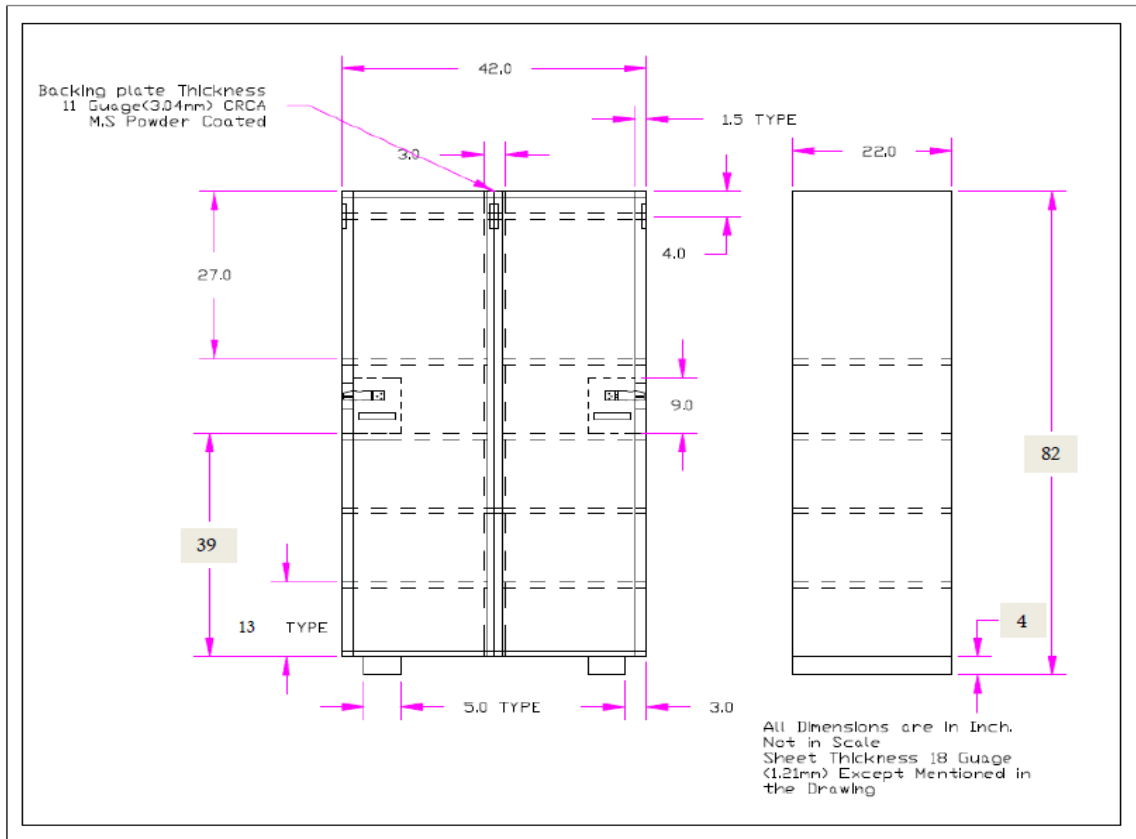 42.0
Backing plate Thickness
11 Guage(3.04mm) CRCA
M.S Powder Coated
1.5 TYPE
3.0
22.0
4.0
27.0
9.0
82
39
13 TYPE
4
5.0 TYPE
3.0
All Dimensions are in Inch.
Not in Scale
Sheet Thickness 18 Guage
(1.21mm) Except Mentioned in
the Drawing